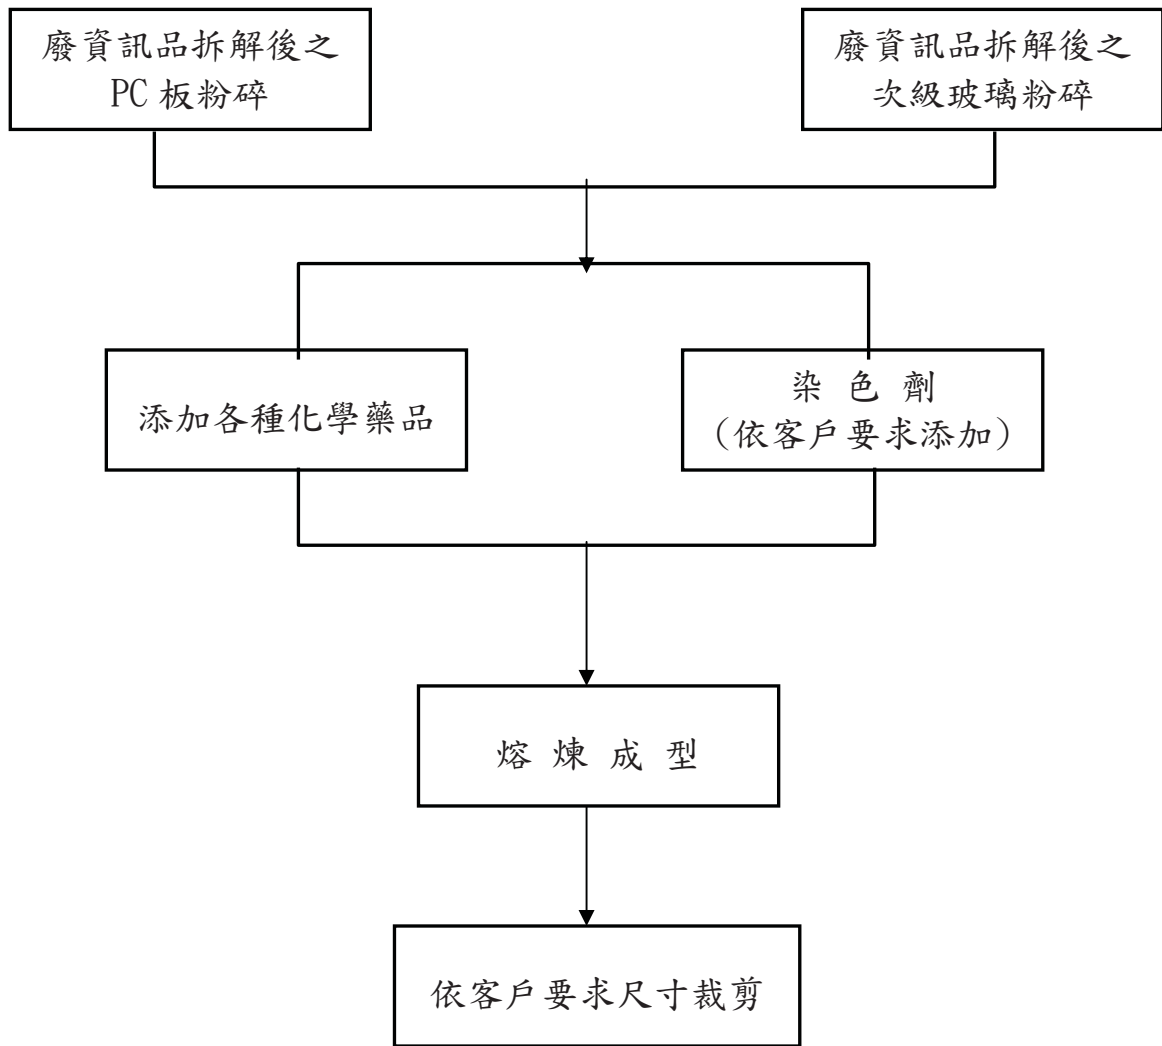 廢資訊品拆解後之
PC 板粉碎
廢資訊品拆解後之
次級玻璃粉碎
添加各種化學藥品
染色劑
(依客戶要求添加)
熔煉成型
依客戶要求尺寸裁剪